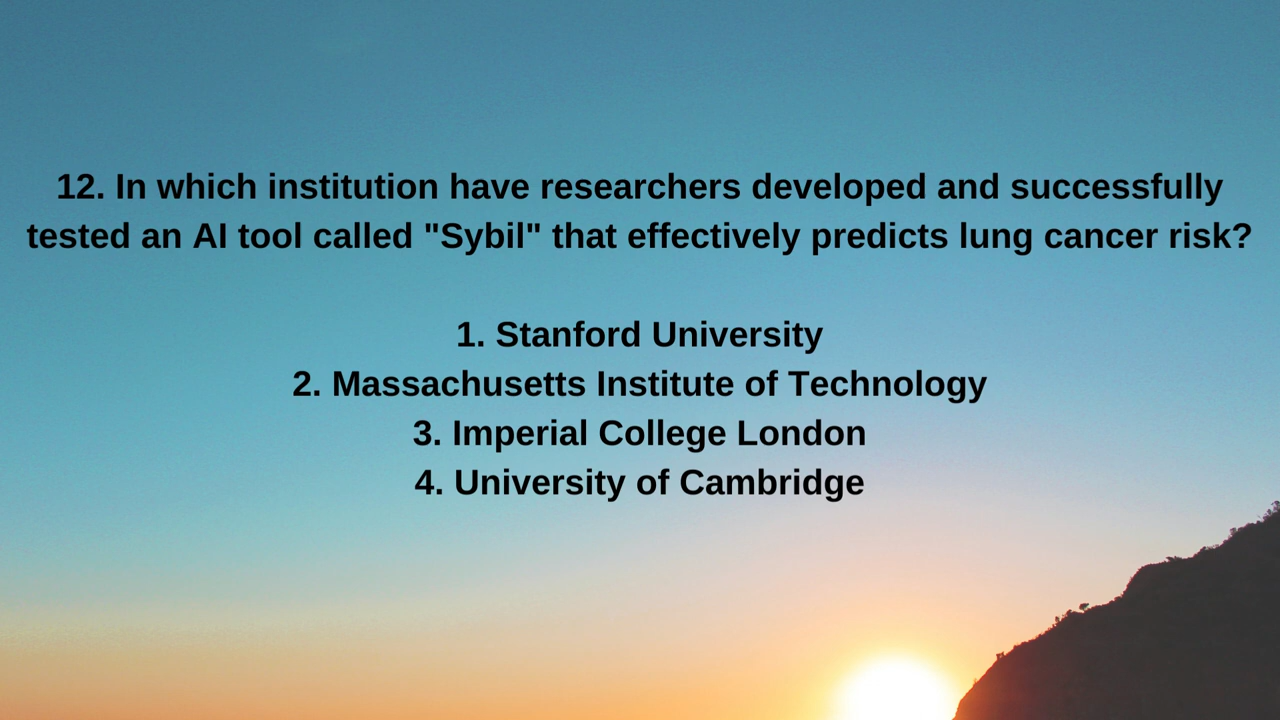 12. In which institution have researchers developed and successfully
tested an AI tool called "Sybil" that effectively predicts lung cancer risk?
1. Stanford University
2. Massachusetts Institute of Technology
3. Imperial College London
4. University of Cambridge